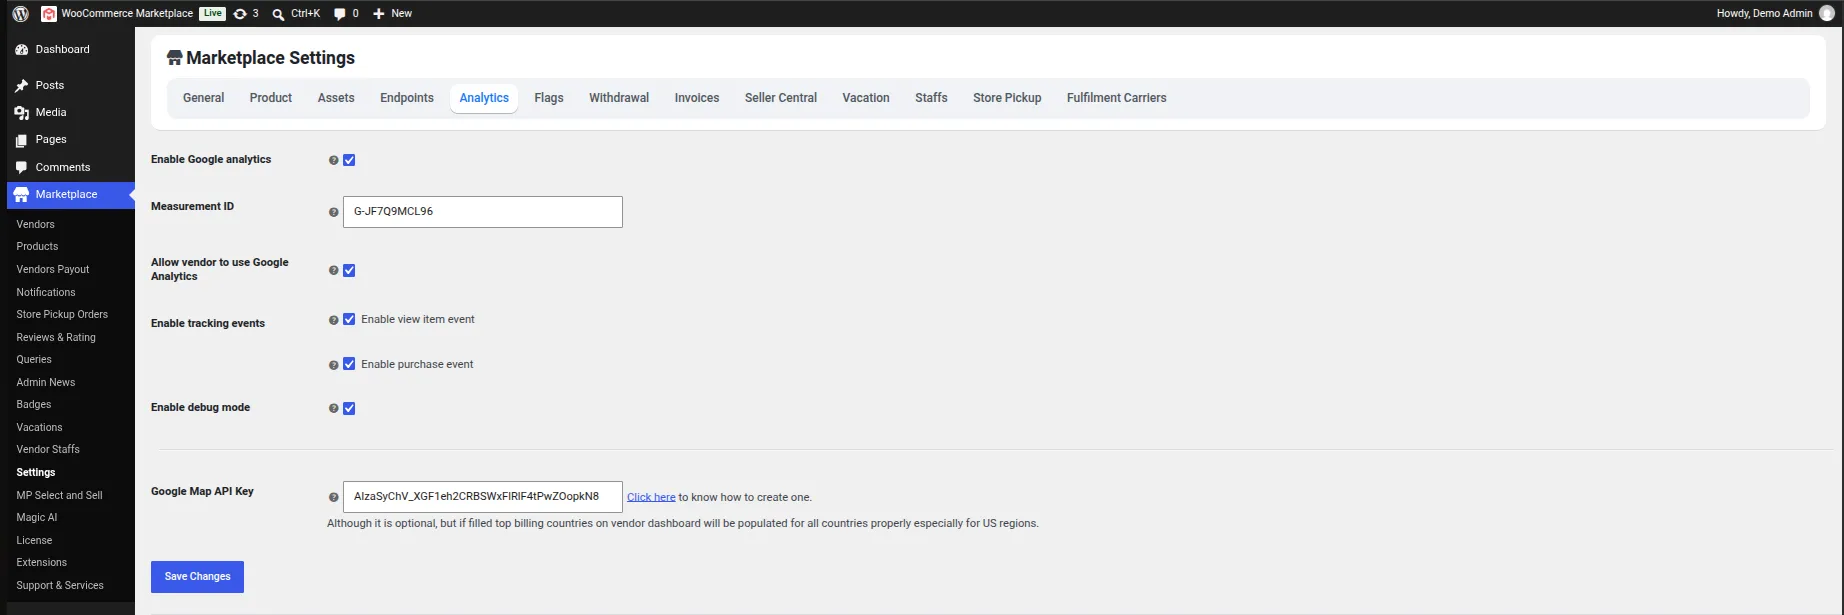 WooCommerce Marketplace Live 3 Ctrl+K 0 New Howdy, Demo Admin
Dashboard
Posts
Media
Pages
Comments
Marketplace
Vendors
Products
Vendors Payout
Notifications
Store Pickup Orders
Reviews & Rating
Queries
Admin News
Badges
Vacations
Vendor Staffs
Settings
MP Select and Sell
Magic AI
License
Extensions
Support & Services
Marketplace Settings
General Product Assets Endpoints Analytics Flags Withdrawal Invoices Seller Central Vacation Staffs Store Pickup Fulfilment Carriers
Enable Google analytics
Measurement ID G-JF7Q9MCL96
Allow vendor to use Google
Analytics
Enable tracking events Enable view item event
Enable purchase event
Enable debug mode
Google Map API Key AIzaSyChV_XGF1eh2CRBSWxFIRIF4tPwZOopkN8 Click here to know how to create one.
Although it is optional, but if filled top billing countries on vendor dashboard will be populated for all countries properly especially for US regions.
Save Changes